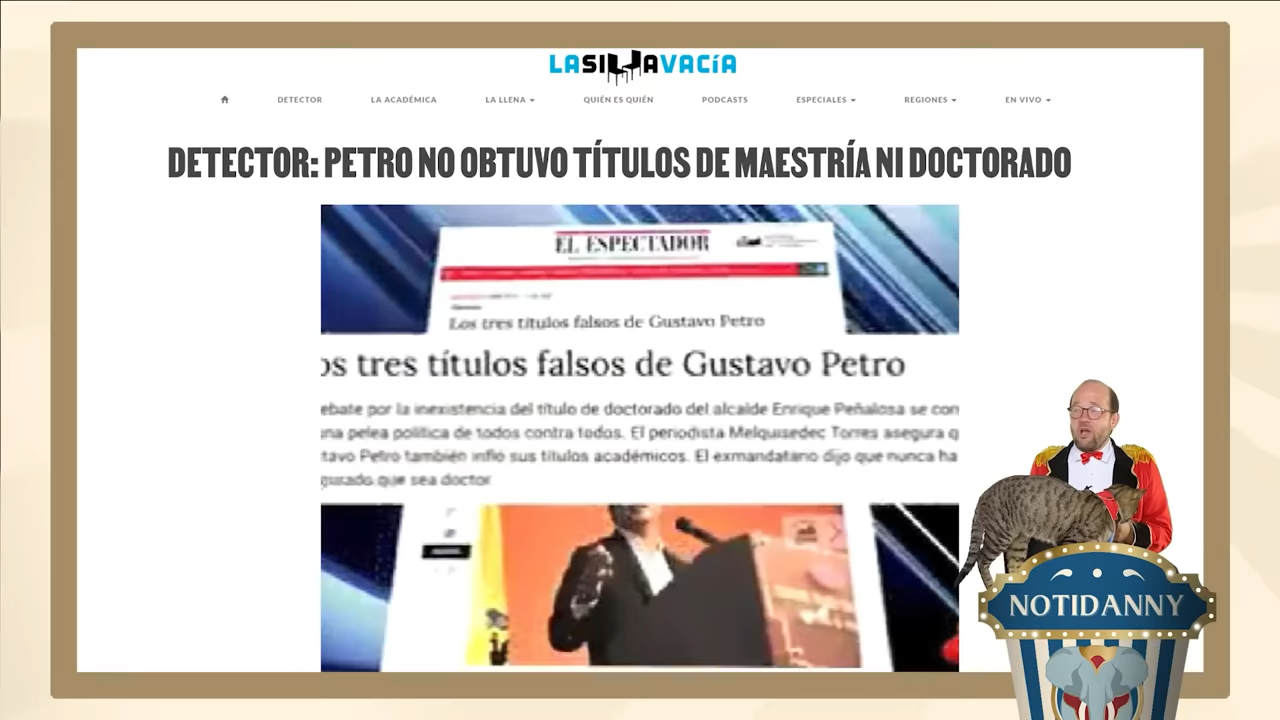 LASILLAVACÍA
DETECTOR LA ACADÉMICA LA LLENA QUIÉN ES QUIÉN PODCASTS ESPECIALES REGIONES EN VIVO
DETECTOR: PETRO NO OBTUVO TÍTULOS DE MAESTRÍA NI DOCTORADO
EL ESPECTADOR
Los tres títulos falsos de Gustavo Petro
os tres títulos falsos de Gustavo Petro
ebate por la inexistencia del título de doctorado del alcalde Enrique Peñalosa se con
una pelea política de todos contra todos. El periodista Melquisedec Torres asegura q
stavo Petro también infló sus títulos académicos. El exmandatario dijo que nunca ha
gurado que sea doctor
NOTIDANNY